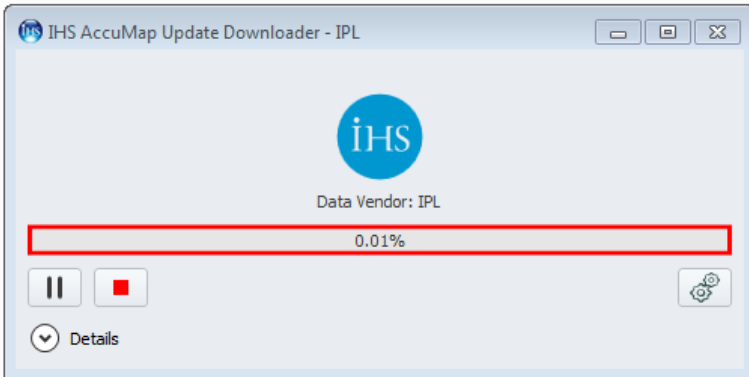 IHS AccuMap Update Downloader - IPL
IHS
Data Vendor: IPL
0.01%
Details